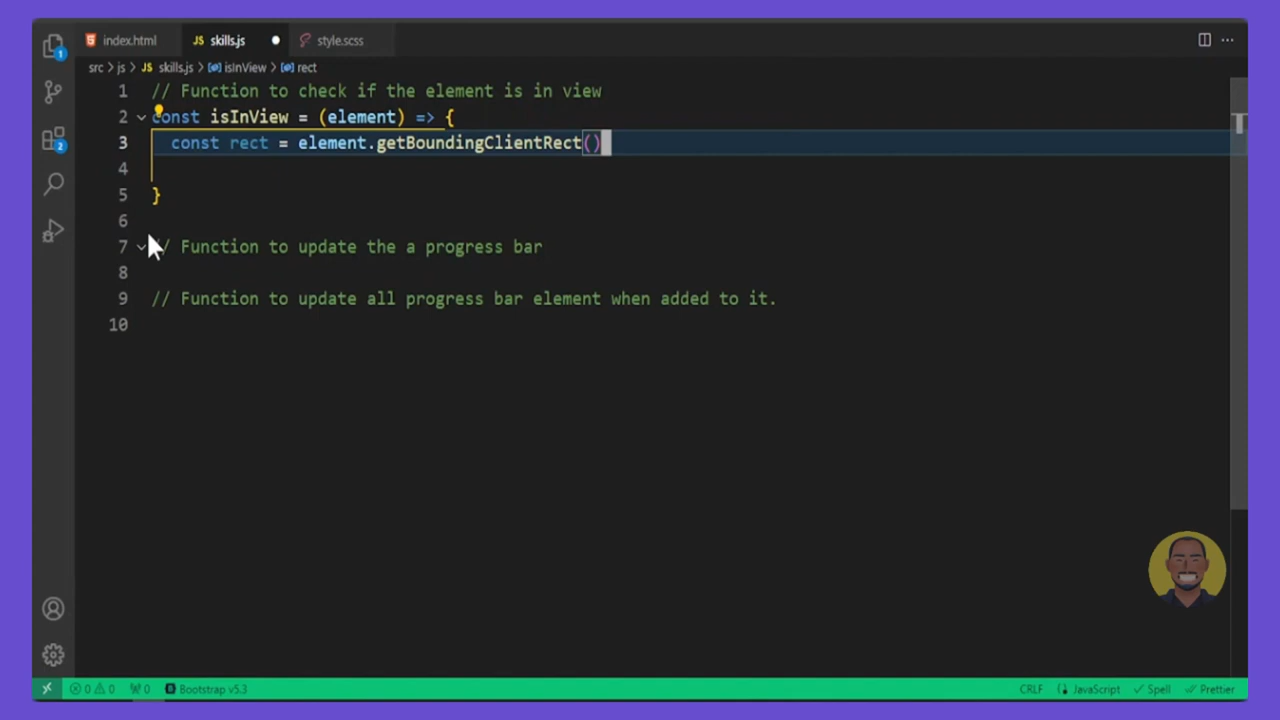 index.html
JS skills.js
style.scss
src > js > JS skills.js > isInView > rect
1 // Function to check if the element is in view
2 const isInView = (element) => {
3 const rect = element.getBoundingClientRect()
4
5 }
6
7 // Function to update the a progress bar
8
9 // Function to update all progress bar element when added to it.
10
1
2
0 0 0 Bootstrap v5.3 CRLF JavaScript Spell Prettier